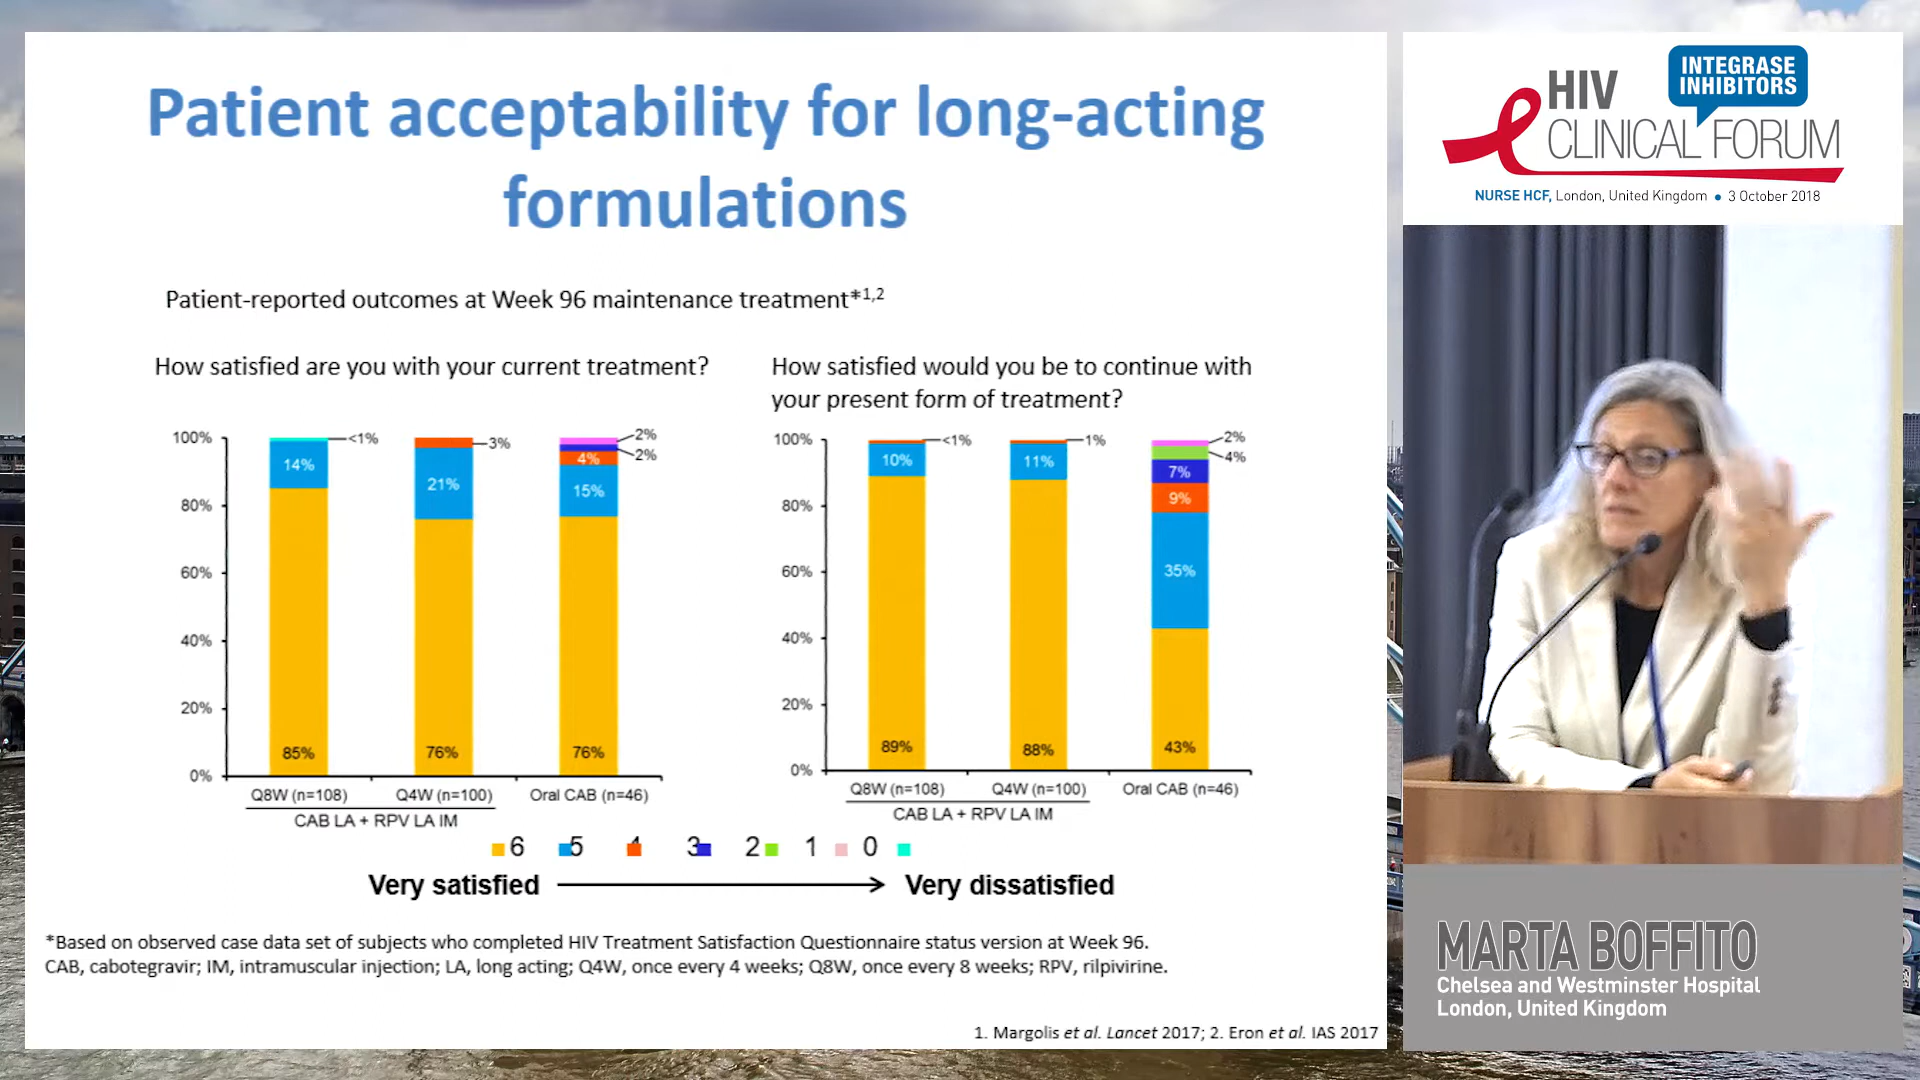 Patient acceptability for long-acting
formulations
Patient-reported outcomes at Week 96 maintenance treatment*1,2
How satisfied are you with your current treatment?
100%
80%
60%
40%
20%
0%
<1%
14%
85%
3%
21%
76%
2%
2%
4%
15%
76%
Q8W (n=108)
Q4W (n=100)
Oral CAB (n=46)
CAB LA + RPV LA IM
How satisfied would you be to continue with
your present form of treatment?
100%
80%
60%
40%
20%
0%
<1%
10%
89%
1%
11%
88%
2%
4%
7%
9%
35%
43%
Q8W (n=108)
Q4W (n=100)
Oral CAB (n=46)
CAB LA + RPV LA IM
6 5 4 3 2 1 0
Very satisfied
Very dissatisfied
*Based on observed case data set of subjects who completed HIV Treatment Satisfaction Questionnaire status version at Week 96.
CAB, cabotegravir; IM, intramuscular injection; LA, long acting; Q4W, once every 4 weeks; Q8W, once every 8 weeks; RPV, rilpivirine.
1. Margolis et al. Lancet 2017; 2. Eron et al. IAS 2017
INTEGRASE
INHIBITORS
HIV
CLINICAL FORUM
NURSE HCF, London, United Kingdom • 3 October 2018
MARTA BOFFITO
Chelsea and Westminster Hospital
London, United Kingdom